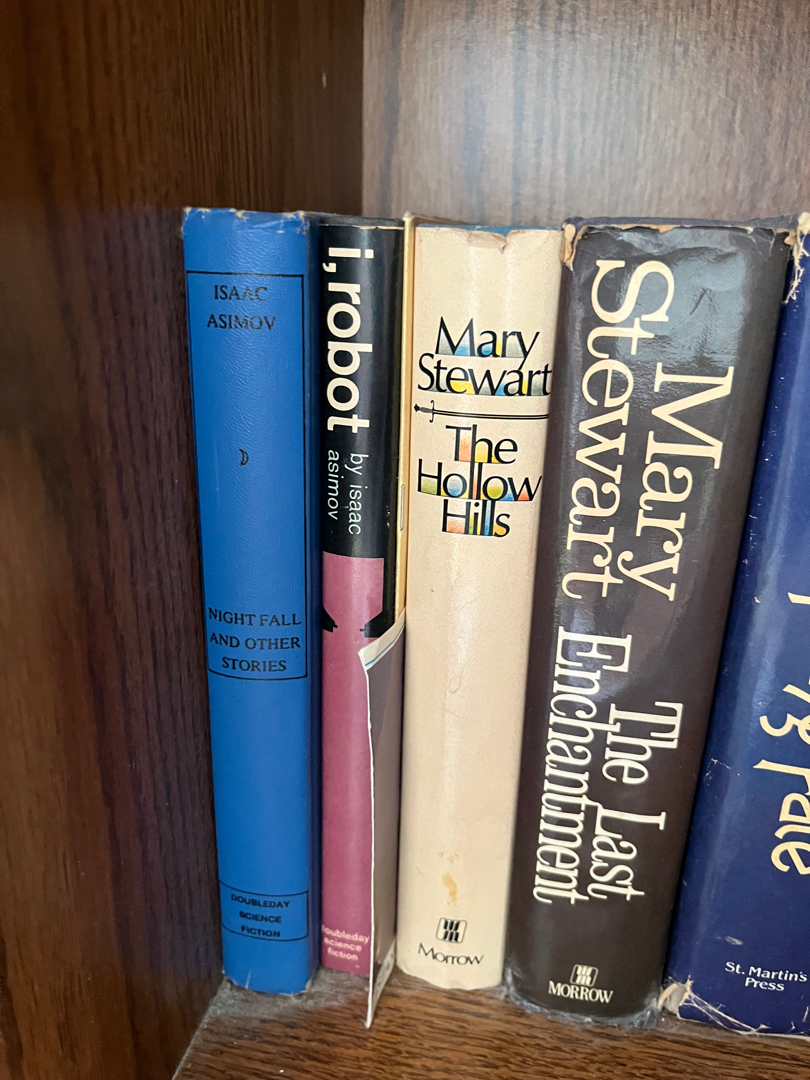 ISAAC
ASIMOV
NIGHT FALL
AND OTHER
STORIES
DOUBLEDAY
SCIENCE
FICTION
i, robot
by isaac
asimov
doubleday
science
fiction
Mary
Stewart
The
Hollow
Hills
Morrow
Mary
Stewart
The Last
Enchantment
MORROW
St. Martin's
Press